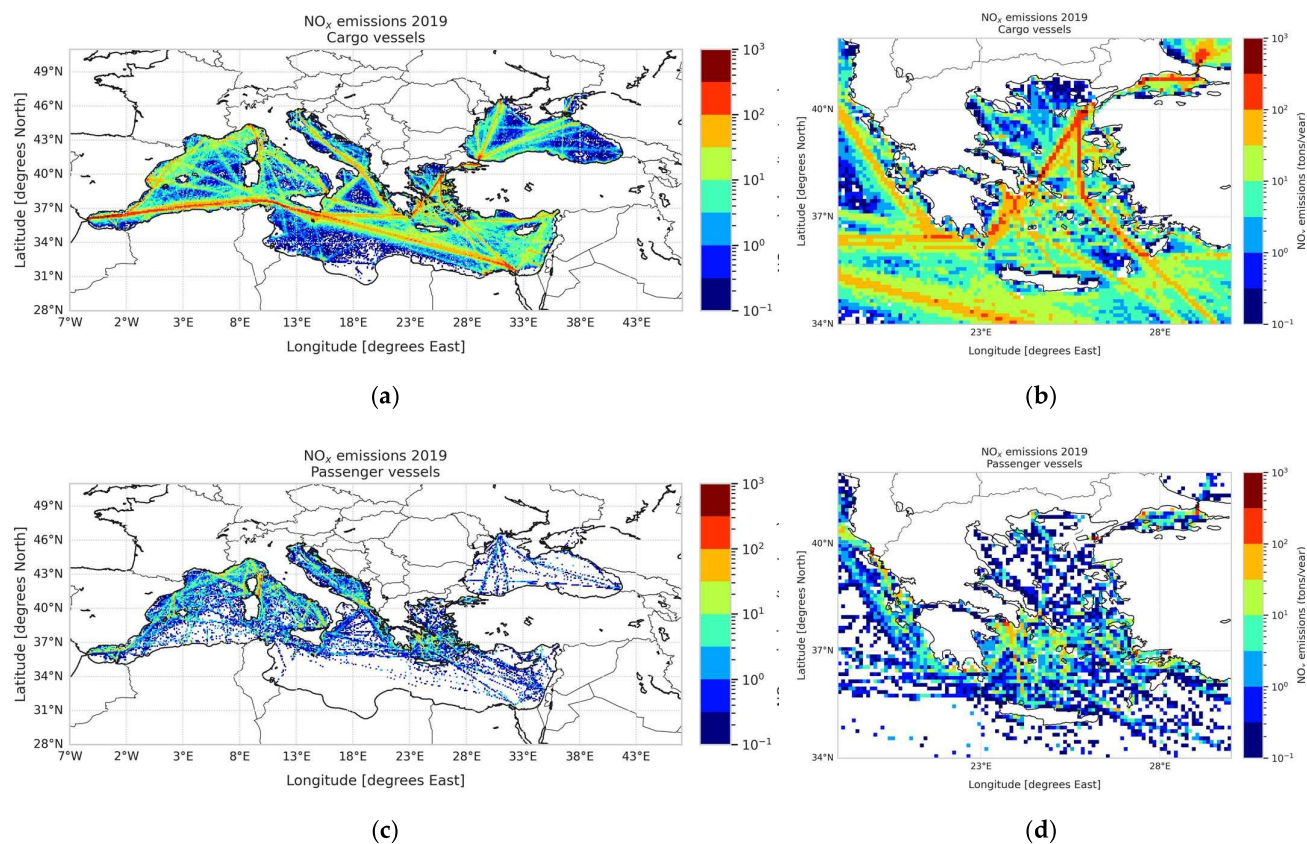 NOₓ emissions 2019
Cargo vessels
51°N
48°N
46°N
43°N
40°N
37°N
34°N
31°N
28°N
Latitude [degrees North]
7°W 2°W 3°E 8°E 13°E 18°E 23°E 28°E 33°E 38°E 43°E
Longitude [degrees East]
10³
10²
10¹
10⁰
10⁻¹
(a)
NOₓ emissions 2019
Cargo vessels
40°N
37°N
34°N
Latitude [degrees North]
23°E 28°E
Longitude [degrees East]
10³
10²
10¹
10⁰
10⁻¹
NOₓ emissions (tons/year)
(b)
NOₓ emissions 2019
Passenger vessels
51°N
48°N
46°N
43°N
40°N
37°N
34°N
31°N
28°N
Latitude [degrees North]
7°W 2°W 3°E 8°E 13°E 18°E 23°E 28°E 33°E 38°E 43°E
Longitude [degrees East]
10³
10²
10¹
10⁰
10⁻¹
(c)
NOₓ emissions 2019
Passenger vessels
40°N
37°N
34°N
Latitude [degrees North]
23°E 28°E
Longitude [degrees East]
10³
10²
10¹
10⁰
10⁻¹
NOₓ emissions (tons/year)
(d)